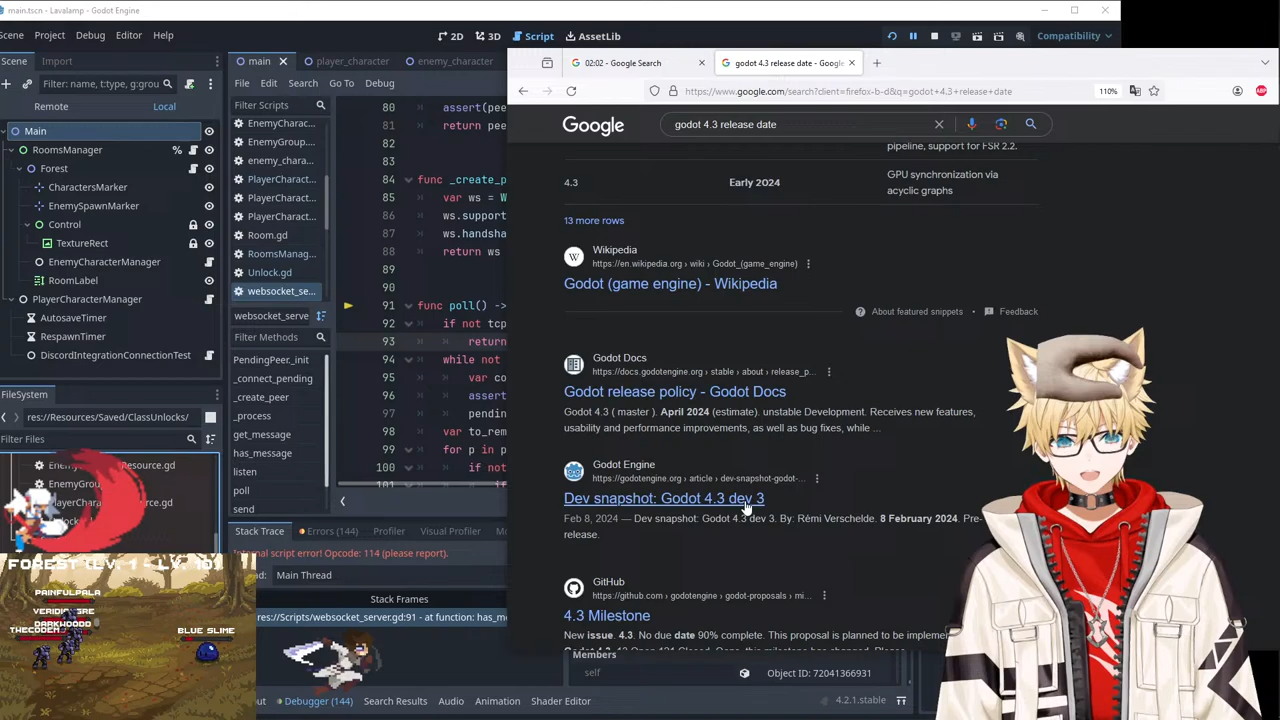 main.tscn - Lavalamp - Godot Engine
Scene Project Debug Editor Help
2D 3D Script AssetLib
Compatibility
Scene Import
Filter: name, t:type, g:grou
Remote Local
Main
RoomsManager
Forest
CharactersMarker
EnemySpawnMarker
Control
TextureRect
EnemyCharacterManager
RoomLabel
PlayerCharacterManager
AutosaveTimer
RespawnTimer
DiscordIntegrationConnectionTest
FileSystem
res://Resources/Saved/ClassUnlocks/
Filter Files
main player_character enemy_character
File Search Go To Debug
Filter Scripts
EnemyCharac...
EnemyGroup....
enemy_chara...
PlayerCharact...
PlayerCharact...
PlayerCharact...
Room.gd
RoomsManag...
Unlock.gd
websocket_se...
websocket_serve
Filter Methods
PendingPeer._init
_connect_pending
_create_peer
_process
get_message
has_message
listen
poll
send
80 assert(pee
81 return pee
82
83
84 func _create_p
85 var ws = W
86 ws.support
87 ws.handsha
88 return ws
89
90
91 func poll() ->
92 if not tcp
93 return
94 while not
95 var co
96 assert
97 pendin
98 var to_rem
99 for p in p
100 if not
Stack Trace Errors (144) Profiler Visual Profiler
Internal script error! Opcode: 114 (please report).
Main Thread
Stack Frames
res://Scripts/websocket_server.gd:91 - at function: has_m
Members
self Object ID: 72041366931
Debugger (144) Search Results Audio Animation Shader Editor
4.2.1.stable
02:02 - Google Search
godot 4.3 release date - Google
https://www.google.com/search?client=firefox-b-d&q=godot+4.3+release+date
110%
ABP
Google
godot 4.3 release date
pipeline, support for FSR 2.2.
4.3 Early 2024 GPU synchronization via
acyclic graphs
13 more rows
W
Wikipedia
https://en.wikipedia.org › wiki › Godot_(game_engine)
Godot (game engine) - Wikipedia
About featured snippets • Feedback
Godot Docs
https://docs.godotengine.org › stable › about › release_p...
Godot release policy - Godot Docs
Godot 4.3 ( master ). April 2024 (estimate). unstable Development. Receives new features,
usability and performance improvements, as well as bug fixes, while ...
Godot Engine
https://godotengine.org › article › dev-snapshot-godot-...
Dev snapshot: Godot 4.3 dev 3
Feb 8, 2024 — Dev snapshot: Godot 4.3 dev 3. By: Rémi Verschelde. 8 February 2024. Pre-
release.
GitHub
https://github.com › godotengine › godot-proposals › mi...
4.3 Milestone
New issue. 4.3. No due date 90% complete. This proposal is planned to be implemen
FOREST (LV. 1 - LV. 10)
PAINFULPALA
DARKHOOOD
THECODEM
BLUE SLIME